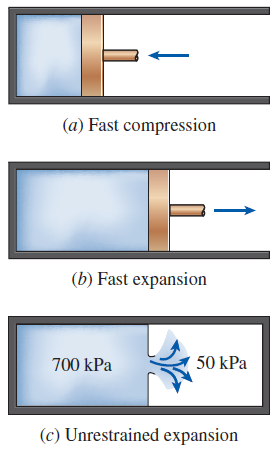 (a) Fast compression
(b) Fast expansion
700 kPa
50 kPa
(c) Unrestrained expansion